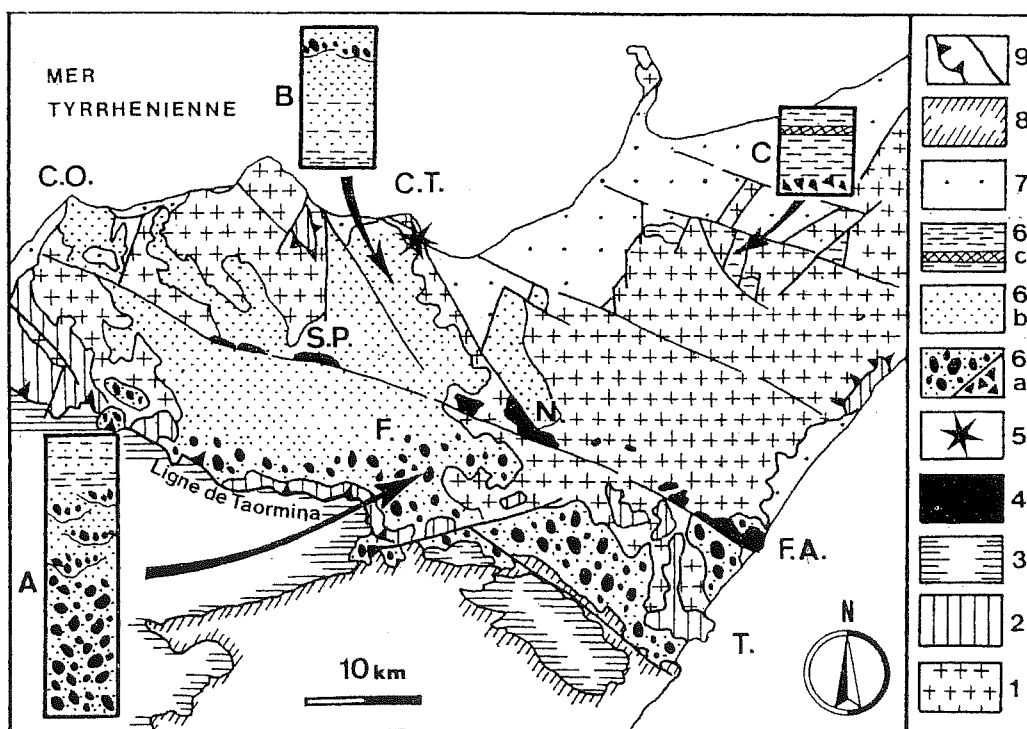 MER
TYRRHENIENNE
B
C.O.
C.T.
C
S.P.
N
F
Ligne de Taormina
A
F.A.
T.
N
10 km
9
8
7
6
c
6
b
6
a
5
4
3
2
1